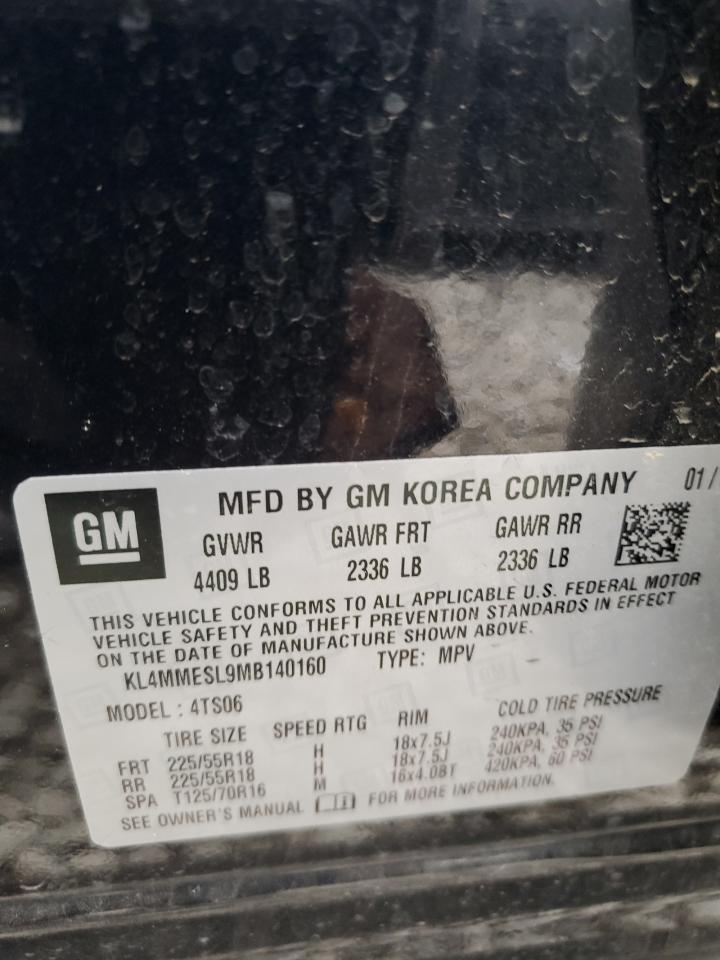 GM
MFD BY GM KOREA COMPANY 01/
GVWR GAWR FRT GAWR RR
4409 LB 2336 LB 2336 LB
THIS VEHICLE CONFORMS TO ALL APPLICABLE U.S. FEDERAL MOTOR
VEHICLE SAFETY AND THEFT PREVENTION STANDARDS IN EFFECT
ON THE DATE OF MANUFACTURE SHOWN ABOVE.
KL4MMESL9MB140160 TYPE: MPV
MODEL : 4TS06
TIRE SIZE SPEED RTG RIM COLD TIRE PRESSURE
FRT 225/55R18 H 18x7.5J 240KPA, 35 PSI
RR 225/55R18 H 18x7.5J 240KPA, 35 PSI
SPA T125/70R16 M 16x4.0BT 420KPA, 60 PSI
SEE OWNER'S MANUAL FOR MORE INFORMATION.